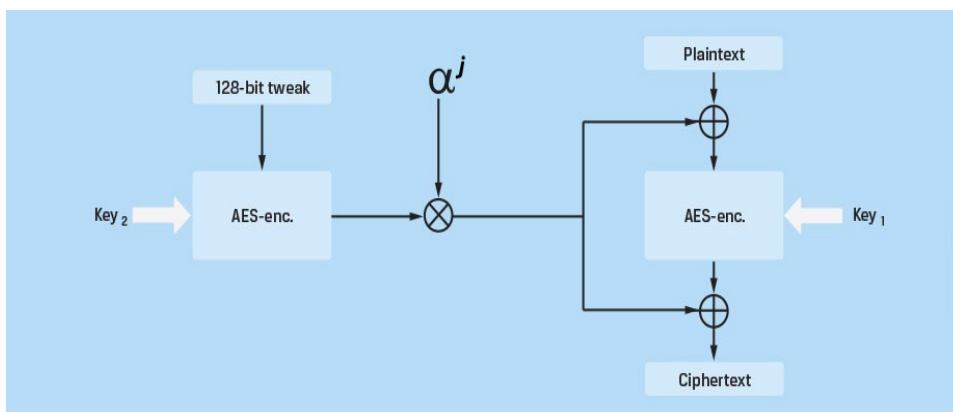 Plaintext
α^j
128-bit tweak
Key 2
AES-enc.
AES-enc.
Key 1
Ciphertext